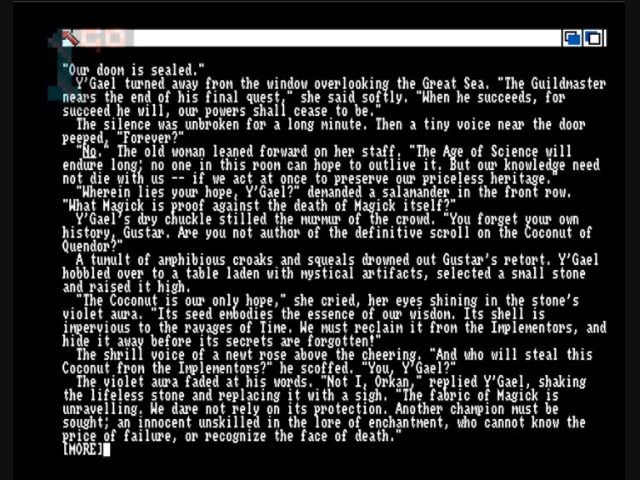 "Our doom is sealed."
Y'Gael turned away from the window overlooking the Great Sea. "The Guildmaster
nears the end of his final quest," she said softly. "When he succeeds, for
succeed he will, our powers shall cease to be."
The silence was unbroken for a long minute. Then a tiny voice near the door
peeped, "Forever?"
"No." The old woman leaned forward on her staff. "The Age of Science will
endure long; no one in this room can hope to outlive it. But our knowledge need
not die with us -- if we act at once to preserve our priceless heritage."
"Wherein lies your hope, Y'Gael?" demanded a salamander in the front row.
"What Magick is proof against the death of Magick itself?"
Y'Gael's dry chuckle stilled the murmur of the crowd. "You forget your own
history, Gustar. Are you not author of the definitive scroll on the Coconut of
Quendor?"
A tumult of amphibious croaks and squeals drowned out Gustar's retort. Y'Gael
hobbled over to a table laden with mystical artifacts, selected a small stone
and raised it high.
"The Coconut is our only hope," she cried, her eyes shining in the stone's
violet aura. "Its seed embodies the essence of our wisdom. Its shell is
impervious to the ravages of Time. We must reclaim it from the Implementors, and
hide it away before its secrets are forgotten!"
The shrill voice of a newt rose above the cheering. "And who will steal this
Coconut from the Implementors?" he scoffed. "You, Y'Gael?"
The violet aura faded at his words. "Not I, Orkan," replied Y'Gael, shaking
the lifeless stone and replacing it with a sigh. "The fabric of Magick is
unravelling. We dare not rely on its protection. Another champion must be
sought; an innocent unskilled in the lore of enchantment, who cannot know the
price of failure, or recognize the face of death."
[MORE]